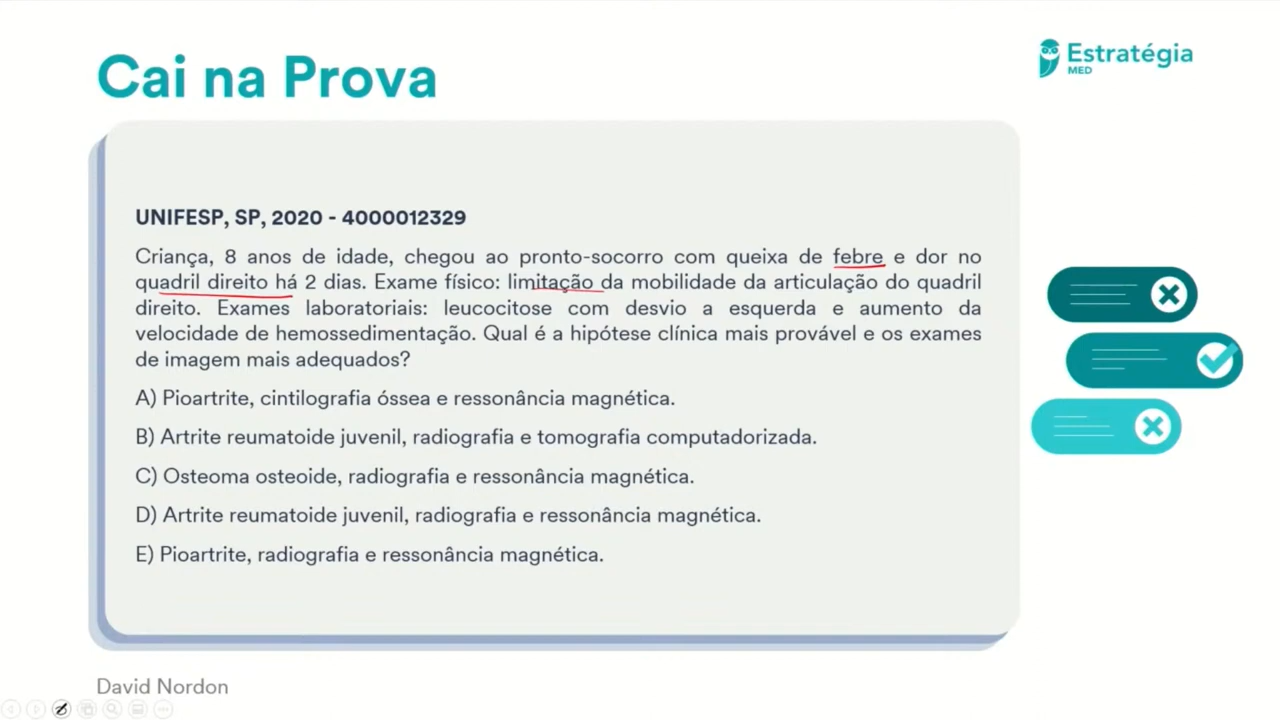 Cai na Prova
Estratégia
MED
UNIFESP, SP, 2020 - 4000012329
Criança, 8 anos de idade, chegou ao pronto-socorro com queixa de febre e dor no
quadril direito há 2 dias. Exame físico: limitação da mobilidade da articulação do quadril
direito. Exames laboratoriais: leucocitose com desvio a esquerda e aumento da
velocidade de hemossedimentação. Qual é a hipótese clínica mais provável e os exames
de imagem mais adequados?
A) Pioartrite, cintilografia óssea e ressonância magnética.
B) Artrite reumatoide juvenil, radiografia e tomografia computadorizada.
C) Osteoma osteoide, radiografia e ressonância magnética.
D) Artrite reumatoide juvenil, radiografia e ressonância magnética.
E) Pioartrite, radiografia e ressonância magnética.
David Nordon